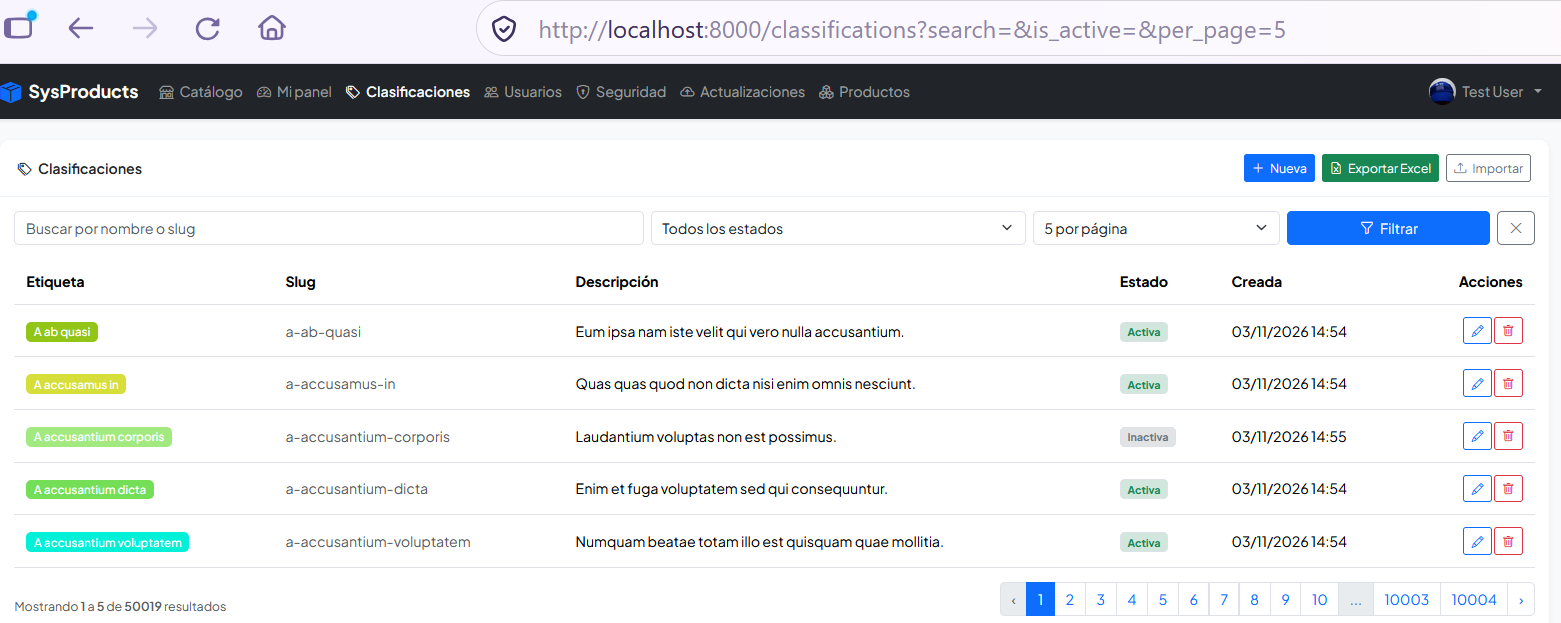 http://localhost:8000/classifications?search=&is_active=&per_page=5
SysProducts Catálogo Mi panel Clasificaciones Usuarios Seguridad Actualizaciones Productos Test User
Clasificaciones + Nueva Exportar Excel Importar
Buscar por nombre o slug Todos los estados 5 por página Filtrar
Etiqueta Slug Descripción Estado Creada Acciones
A ab quasi a-ab-quasi Eum ipsa nam iste velit qui vero nulla accusantium. Activa 03/11/2026 14:54
A accusamus in a-accusamus-in Quas quas quod non dicta nisi enim omnis nesciunt. Activa 03/11/2026 14:54
A accusantium corporis a-accusantium-corporis Laudantium voluptas non est possimus. Inactiva 03/11/2026 14:55
A accusantium dicta a-accusantium-dicta Enim et fuga voluptatem sed qui consequuntur. Activa 03/11/2026 14:54
A accusantium voluptatem a-accusantium-voluptatem Numquam beatae totam illo est quisquam quae mollitia. Activa 03/11/2026 14:54
Mostrando 1 a 5 de 50019 resultados ‹ 1 2 3 4 5 6 7 8 9 10 ... 10003 10004 ›